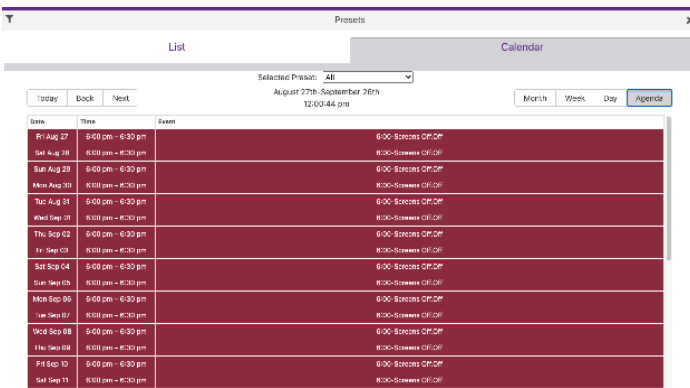 Presets
List Calendar
Selected Preset: All
Today Back Next
August 27th-September 26th
12:00:44 pm
Month Week Day Agenda
Date Time Event
Fri Aug 27 6:00 pm – 6:30 pm 6:00-Screens Off.Off
Sat Aug 28 6:00 pm – 6:30 pm 6:00-Screens Off.Off
Sun Aug 29 6:00 pm – 6:30 pm 6:00-Screens Off.Off
Mon Aug 30 6:00 pm – 6:30 pm 6:00-Screens Off.Off
Tue Aug 31 6:00 pm – 6:30 pm 6:00-Screens Off.Off
Wed Sep 01 6:00 pm – 6:30 pm 6:00-Screens Off.Off
Thu Sep 02 6:00 pm – 6:30 pm 6:00-Screens Off.Off
Fri Sep 03 6:00 pm – 6:30 pm 6:00-Screens Off.Off
Sat Sep 04 6:00 pm – 6:30 pm 6:00-Screens Off.Off
Sun Sep 05 6:00 pm – 6:30 pm 6:00-Screens Off.Off
Mon Sep 06 6:00 pm – 6:30 pm 6:00-Screens Off.Off
Tue Sep 07 6:00 pm – 6:30 pm 6:00-Screens Off.Off
Wed Sep 08 6:00 pm – 6:30 pm 6:00-Screens Off.Off
Thu Sep 09 6:00 pm – 6:30 pm 6:00-Screens Off.Off
Fri Sep 10 6:00 pm – 6:30 pm 6:00-Screens Off.Off
Sat Sep 11 6:00 pm – 6:30 pm 6:00-Screens Off.Off